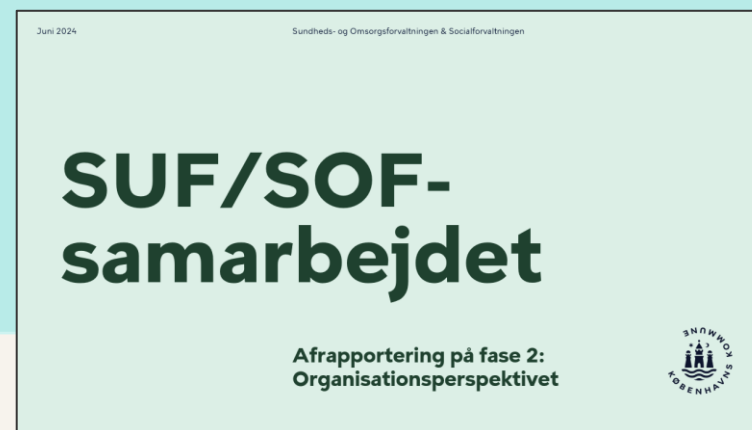 Juni 2024
Sundheds- og Omsorgsforvaltningen & Socialforvaltningen
SUF/SOF-
samarbejdet
Afrapportering på fase 2:
Organisationsperspektivet
KØBENHAVNS KOMMUNE